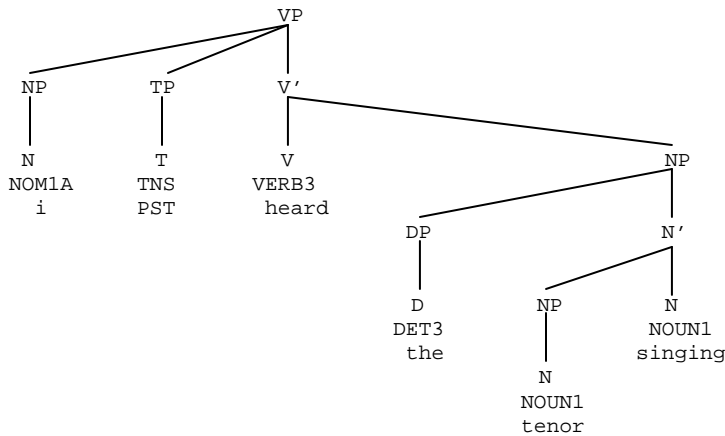 VP
NP TP V’
N T V NP
NOM1A TNS VERB3
i PST heard
DP N’
D NP N
DET3 NOUN1
the singing
N
NOUN1
tenor